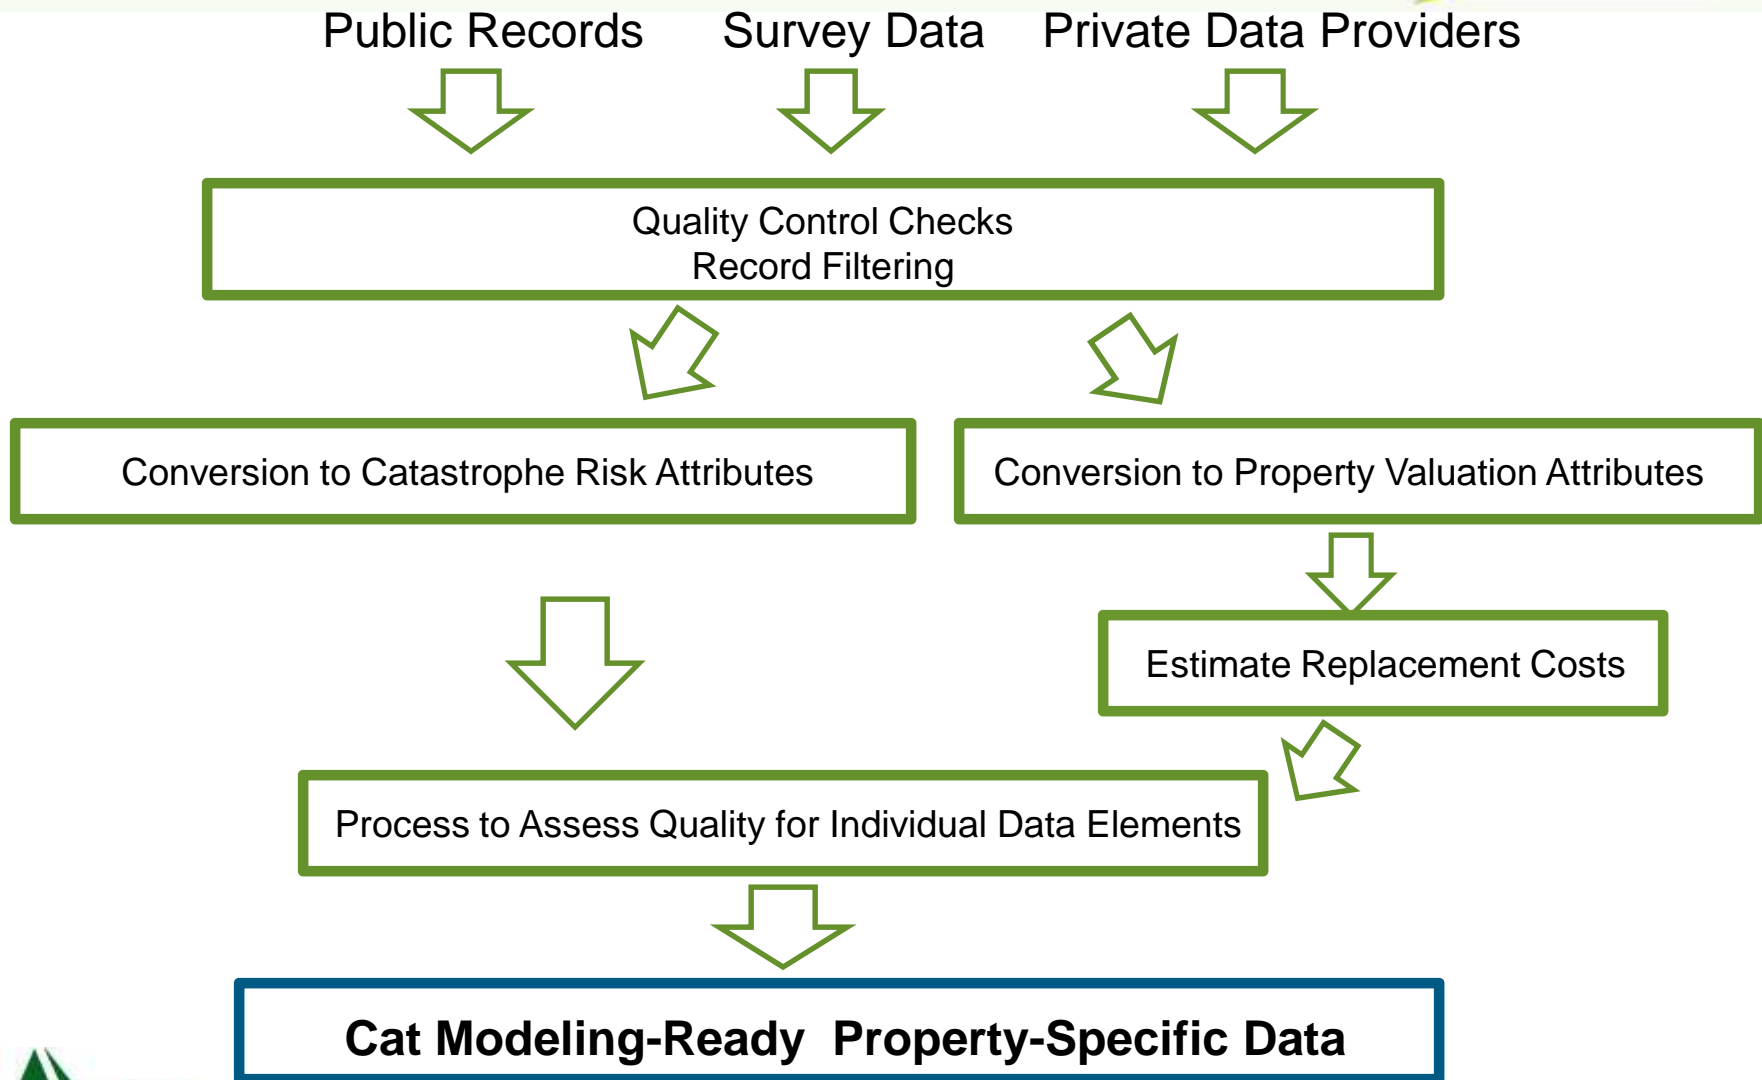 Public Records Survey Data Private Data Providers
Quality Control Checks
Record Filtering
Conversion to Catastrophe Risk Attributes Conversion to Property Valuation Attributes
Estimate Replacement Costs
Process to Assess Quality for Individual Data Elements
Cat Modeling-Ready Property-Specific Data